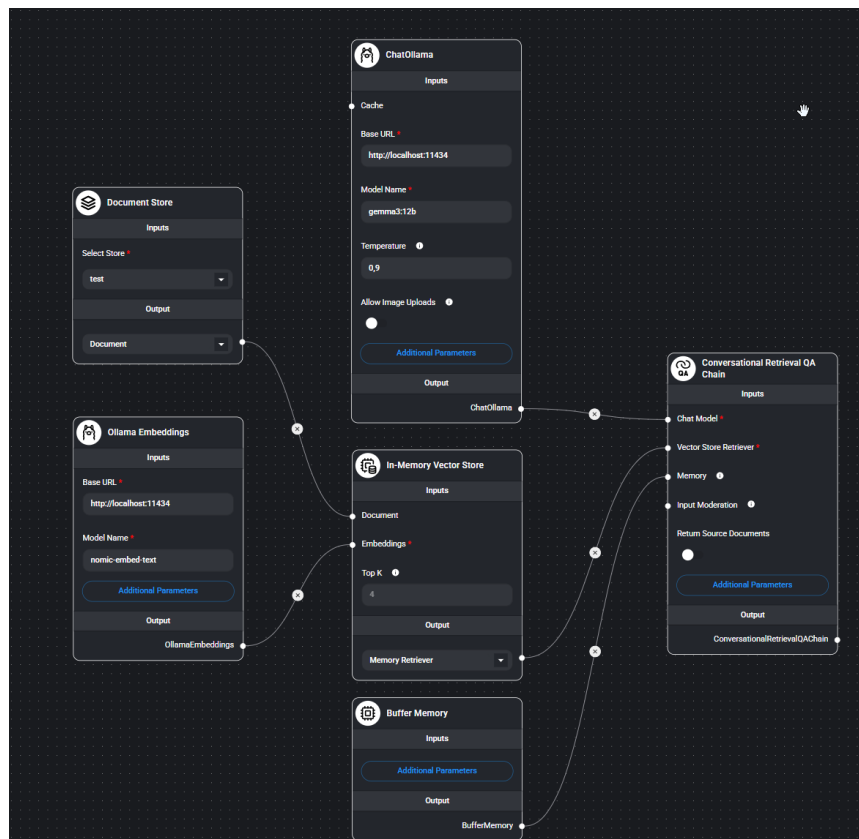 ChatOllama
Inputs
Cache
Base URL *
http://localhost:11434
Model Name *
gemma3:12b
Temperature
0,9
Allow Image Uploads
Additional Parameters
Output
ChatOllama
Document Store
Inputs
Select Store *
test
Output
Document
Ollama Embeddings
Inputs
Base URL *
http://localhost:11434
Model Name *
nomic-embed-text
Additional Parameters
Output
OllamaEmbeddings
In-Memory Vector Store
Inputs
Document
Embeddings *
Top K
4
Output
Memory Retriever
Buffer Memory
Inputs
Additional Parameters
Output
BufferMemory
QA
Conversational Retrieval QA
Chain
Inputs
Chat Model *
Vector Store Retriever *
Memory
Input Moderation
Return Source Documents
Additional Parameters
Output
ConversationalRetrievalQAChain